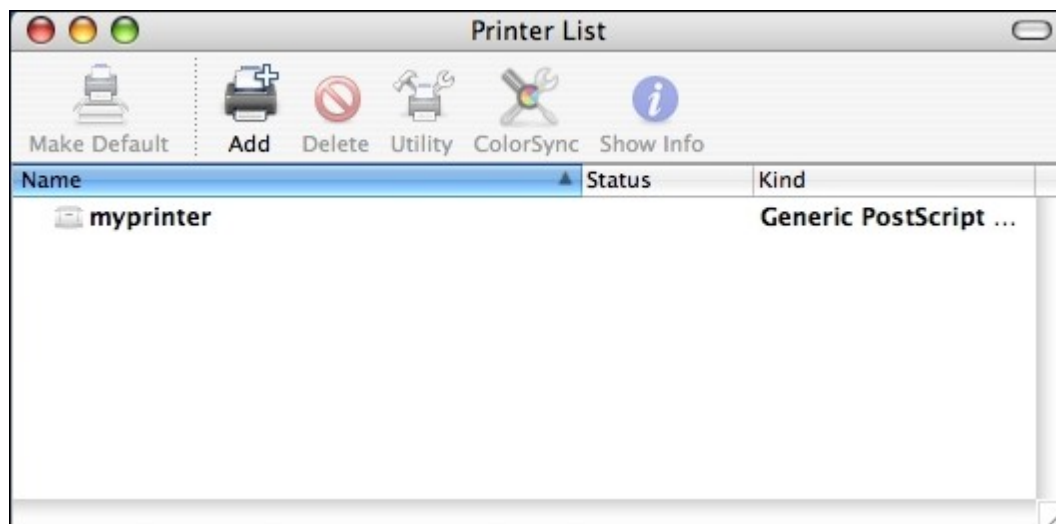 Printer List
Make Default Add Delete Utility ColorSync Show Info
Name Status Kind
myprinter Generic PostScript ...